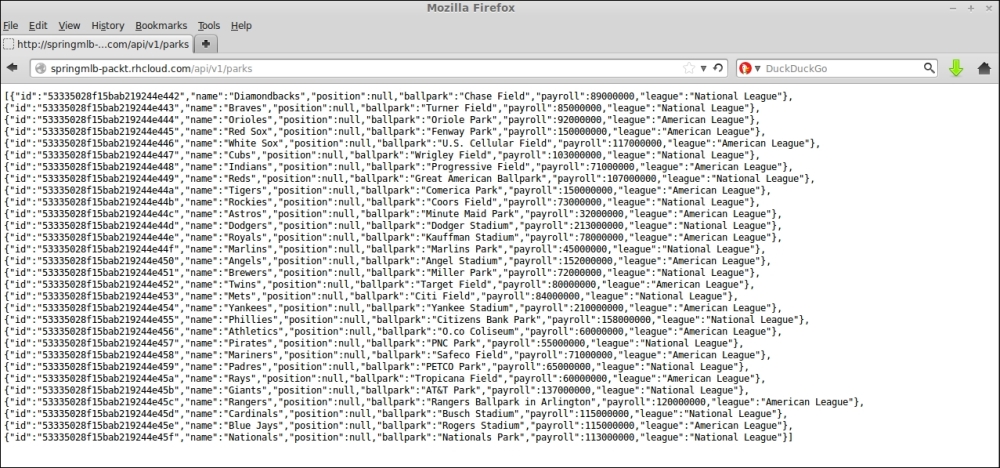 Mozilla Firefox
File Edit View History Bookmarks Tools Help
http://springmlb-...com/api/v1/parks
springmlb-packt.rhcloud.com/api/v1/parks DuckDuckGo
[{"id":"53335028f15bab219244e442","name":"Diamondbacks","position":null,"ballpark":"Chase Field","payroll":89000000,"league":"National League"},
{"id":"53335028f15bab219244e443","name":"Braves","position":null,"ballpark":"Turner Field","payroll":85000000,"league":"National League"},
{"id":"53335028f15bab219244e444","name":"Orioles","position":null,"ballpark":"Oriole Park","payroll":92000000,"league":"American League"},
{"id":"53335028f15bab219244e445","name":"Red Sox","position":null,"ballpark":"Fenway Park","payroll":150000000,"league":"American League"},
{"id":"53335028f15bab219244e446","name":"White Sox","position":null,"ballpark":"U.S. Cellular Field","payroll":117000000,"league":"American League"},
{"id":"53335028f15bab219244e447","name":"Cubs","position":null,"ballpark":"Wrigley Field","payroll":103000000,"league":"National League"},
{"id":"53335028f15bab219244e448","name":"Indians","position":null,"ballpark":"Progressive Field","payroll":71000000,"league":"American League"},
{"id":"53335028f15bab219244e449","name":"Reds","position":null,"ballpark":"Great American Ballpark","payroll":107000000,"league":"National League"},
{"id":"53335028f15bab219244e44a","name":"Tigers","position":null,"ballpark":"Comerica Park","payroll":150000000,"league":"American League"},
{"id":"53335028f15bab219244e44b","name":"Rockies","position":null,"ballpark":"Coors Field","payroll":73000000,"league":"National League"},
{"id":"53335028f15bab219244e44c","name":"Astros","position":null,"ballpark":"Minute Maid Park","payroll":32000000,"league":"American League"},
{"id":"53335028f15bab219244e44d","name":"Dodgers","position":null,"ballpark":"Dodger Stadium","payroll":213000000,"league":"National League"},
{"id":"53335028f15bab219244e44e","name":"Royals","position":null,"ballpark":"Kauffman Stadium","payroll":78000000,"league":"American League"},
{"id":"53335028f15bab219244e44f","name":"Marlins","position":null,"ballpark":"Marlins Park","payroll":45000000,"league":"National League"},
{"id":"53335028f15bab219244e450","name":"Angels","position":null,"ballpark":"Angel Stadium","payroll":152000000,"league":"American League"},
{"id":"53335028f15bab219244e451","name":"Brewers","position":null,"ballpark":"Miller Park","payroll":72000000,"league":"National League"},
{"id":"53335028f15bab219244e452","name":"Twins","position":null,"ballpark":"Target Field","payroll":80000000,"league":"American League"},
{"id":"53335028f15bab219244e453","name":"Mets","position":null,"ballpark":"Citi Field","payroll":84000000,"league":"National League"},
{"id":"53335028f15bab219244e454","name":"Yankees","position":null,"ballpark":"Yankee Stadium","payroll":210000000,"league":"American League"},
{"id":"53335028f15bab219244e455","name":"Phillies","position":null,"ballpark":"Citizens Bank Park","payroll":158000000,"league":"National League"},
{"id":"53335028f15bab219244e456","name":"Athletics","position":null,"ballpark":"O.co Coliseum","payroll":60000000,"league":"American League"},
{"id":"53335028f15bab219244e457","name":"Pirates","position":null,"ballpark":"PNC Park","payroll":55000000,"league":"National League"},
{"id":"53335028f15bab219244e458","name":"Mariners","position":null,"ballpark":"Safeco Field","payroll":71000000,"league":"American League"},
{"id":"53335028f15bab219244e459","name":"Padres","position":null,"ballpark":"PETCO Park","payroll":65000000,"league":"National League"},
{"id":"53335028f15bab219244e45a","name":"Rays","position":null,"ballpark":"Tropicana Field","payroll":60000000,"league":"American League"},
{"id":"53335028f15bab219244e45b","name":"Giants","position":null,"ballpark":"AT&T Park","payroll":137000000,"league":"National League"},
{"id":"53335028f15bab219244e45c","name":"Rangers","position":null,"ballpark":"Rangers Ballpark in Arlington","payroll":120000000,"league":"American League"},
{"id":"53335028f15bab219244e45d","name":"Cardinals","position":null,"ballpark":"Busch Stadium","payroll":115000000,"league":"National League"},
{"id":"53335028f15bab219244e45e","name":"Blue Jays","position":null,"ballpark":"Rogers Stadium","payroll":115000000,"league":"American League"},
{"id":"53335028f15bab219244e45f","name":"Nationals","position":null,"ballpark":"Nationals Park","payroll":113000000,"league":"National League"}]